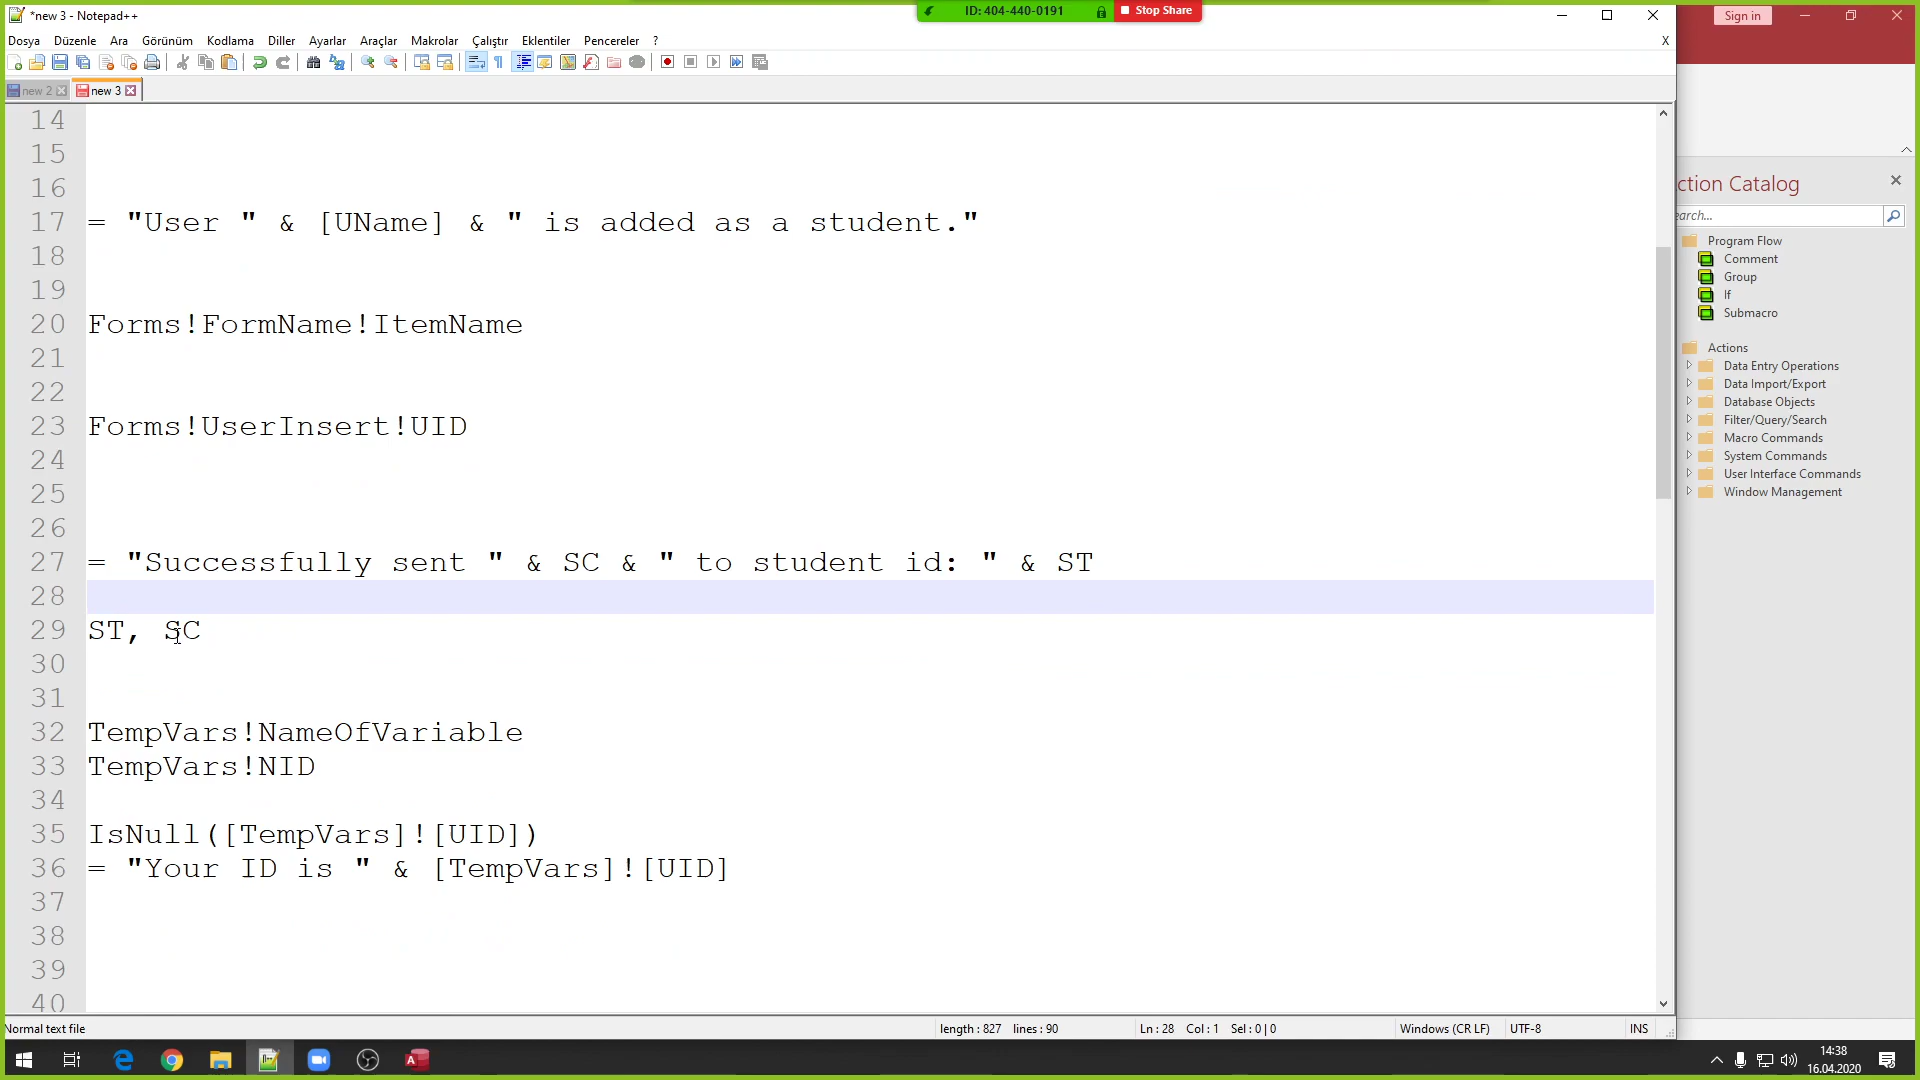 *new 3 - Notepad++
ID: 404-440-0191
Stop Share
Sign in
Dosya Düzenle Ara Görünüm Kodlama Diller Ayarlar Araçlar Makrolar Çalıştır Eklentiler Pencereler ?
X
new 2
new 3
14
15
16
17 = "User " & [UName] & " is added as a student."
18
19
20 Forms!FormName!ItemName
21
22
23 Forms!UserInsert!UID
24
25
26
27 = "Successfully sent " & SC & " to student id: " & ST
28
29 ST, SC
30
31
32 TempVars!NameOfVariable
33 TempVars!NID
34
35 IsNull([TempVars]![UID])
36 = "Your ID is " & [TempVars]![UID]
37
38
39
40
ction Catalog
earch...
Program Flow
Comment
Group
If
Submacro
Actions
Data Entry Operations
Data Import/Export
Database Objects
Filter/Query/Search
Macro Commands
System Commands
User Interface Commands
Window Management
Normal text file
length : 827 lines : 90
Ln : 28 Col : 1 Sel : 0 | 0
Windows (CR LF)
UTF-8
INS
14:38
16.04.2020